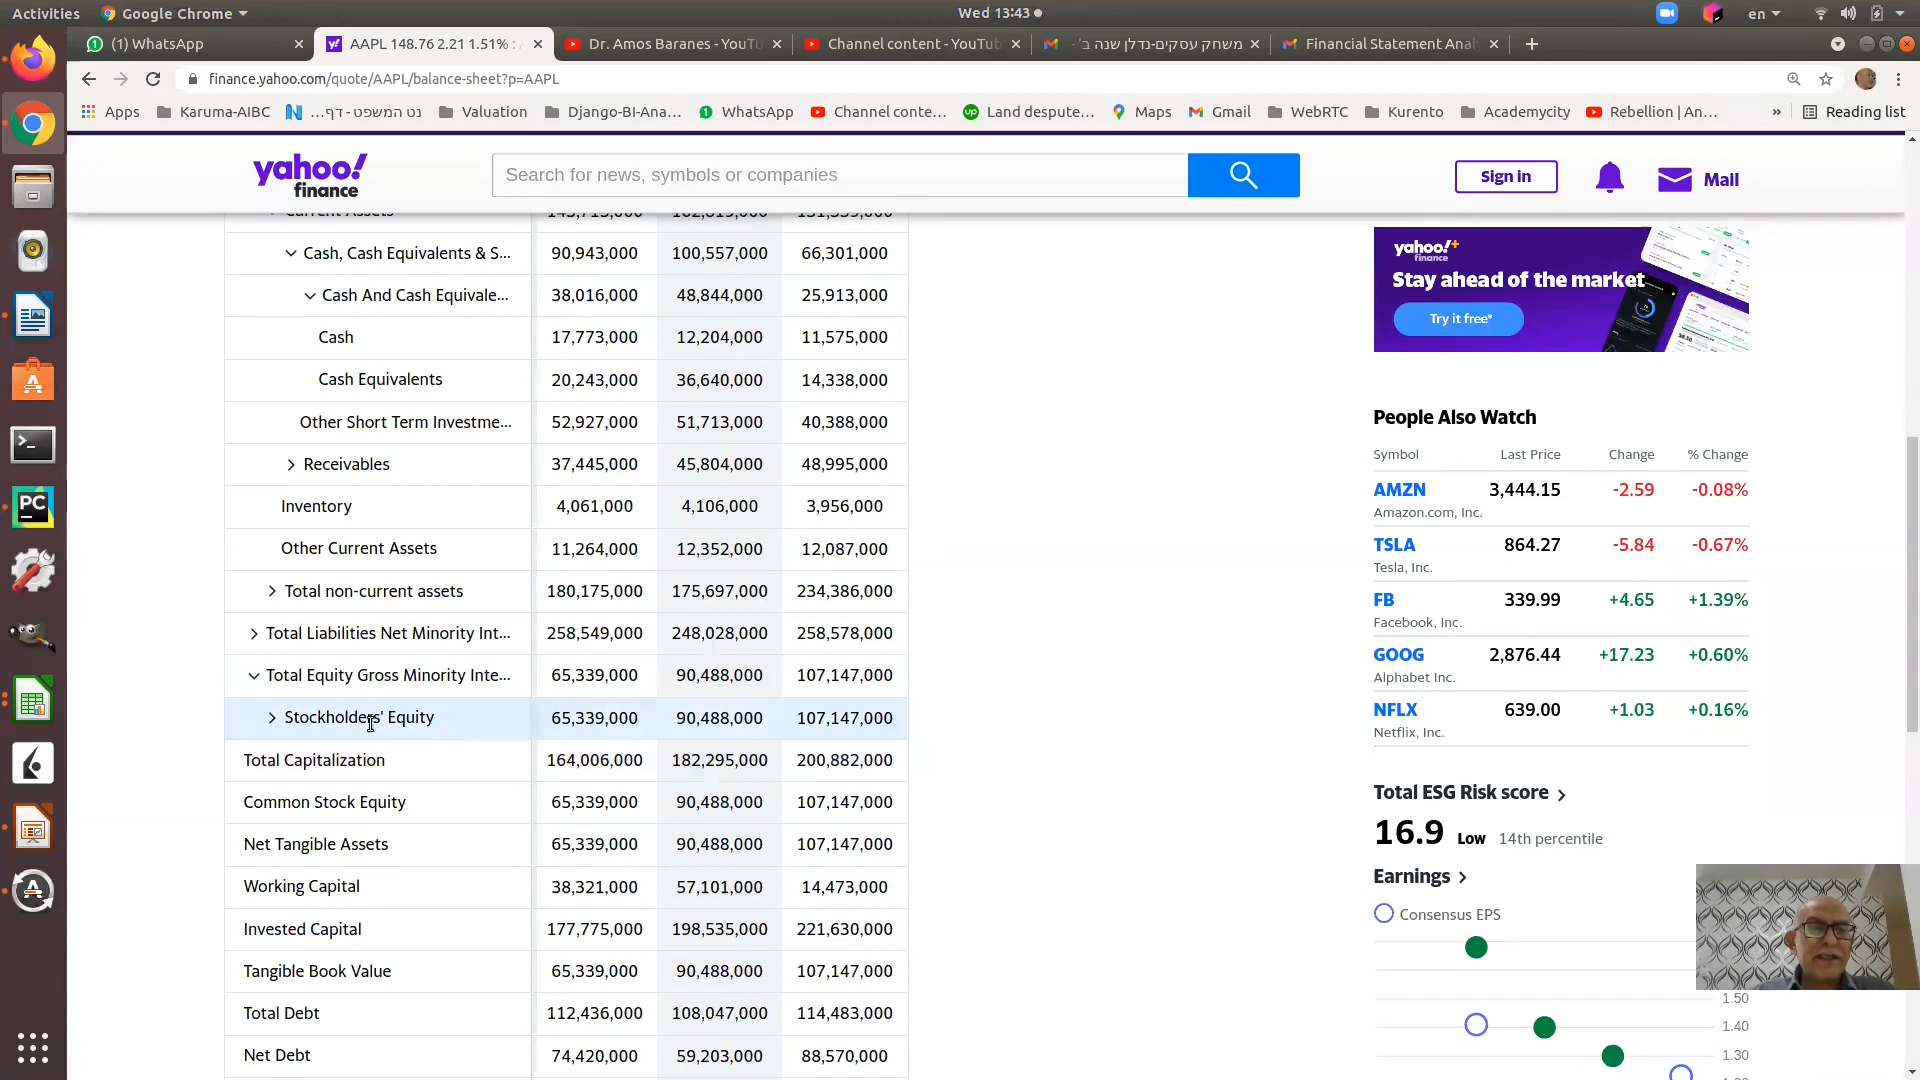 Activities
Google Chrome
Wed 13:43
en
(1) WhatsApp
AAPL 148.76 2.21 1.51% :
Dr. Amos Baranes - YouTu
Channel content - YouTub
משחק עסקים-נדלן שנה ב' -
Financial Statement Anal
finance.yahoo.com/quote/AAPL/balance-sheet?p=AAPL
Apps
Karuma-AIBC
נט המשפט - דף...
Valuation
Django-BI-Ana...
WhatsApp
Channel conte...
Land despute...
Maps
Gmail
WebRTC
Kurento
Academycity
Rebellion | An...
»
Reading list
yahoo!
finance
Search for news, symbols or companies
Sign in
Mail
Current Assets 143,713,000 162,819,000 131,339,000
Cash, Cash Equivalents & S... 90,943,000 100,557,000 66,301,000
Cash And Cash Equivale... 38,016,000 48,844,000 25,913,000
Cash 17,773,000 12,204,000 11,575,000
Cash Equivalents 20,243,000 36,640,000 14,338,000
Other Short Term Investme... 52,927,000 51,713,000 40,388,000
Receivables 37,445,000 45,804,000 48,995,000
Inventory 4,061,000 4,106,000 3,956,000
Other Current Assets 11,264,000 12,352,000 12,087,000
Total non-current assets 180,175,000 175,697,000 234,386,000
Total Liabilities Net Minority Int... 258,549,000 248,028,000 258,578,000
Total Equity Gross Minority Inte... 65,339,000 90,488,000 107,147,000
Stockholders' Equity 65,339,000 90,488,000 107,147,000
Total Capitalization 164,006,000 182,295,000 200,882,000
Common Stock Equity 65,339,000 90,488,000 107,147,000
Net Tangible Assets 65,339,000 90,488,000 107,147,000
Working Capital 38,321,000 57,101,000 14,473,000
Invested Capital 177,775,000 198,535,000 221,630,000
Tangible Book Value 65,339,000 90,488,000 107,147,000
Total Debt 112,436,000 108,047,000 114,483,000
Net Debt 74,420,000 59,203,000 88,570,000
yahoo!+
finance
Stay ahead of the market
Try it free*
People Also Watch
Symbol Last Price Change % Change
AMZN 3,444.15 -2.59 -0.08%
Amazon.com, Inc.
TSLA 864.27 -5.84 -0.67%
Tesla, Inc.
FB 339.99 +4.65 +1.39%
Facebook, Inc.
GOOG 2,876.44 +17.23 +0.60%
Alphabet Inc.
NFLX 639.00 +1.03 +0.16%
Netflix, Inc.
Total ESG Risk score
16.9 Low 14th percentile
Earnings
Consensus EPS
1.50
1.40
1.30